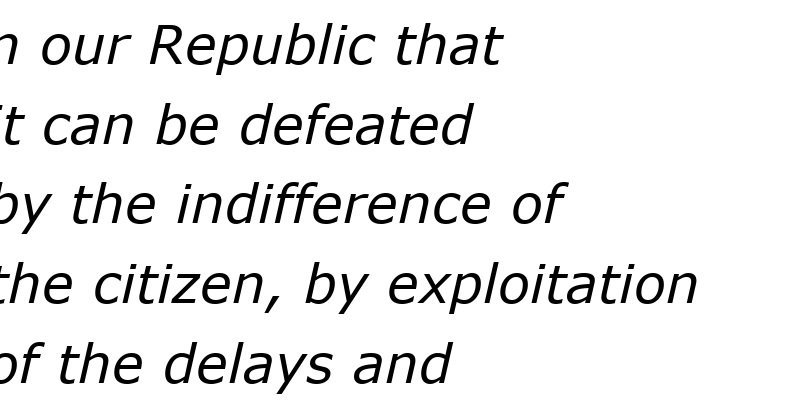 n our Republic that
it can be defeated
by the indifference of
the citizen, by exploitation
of the delays and